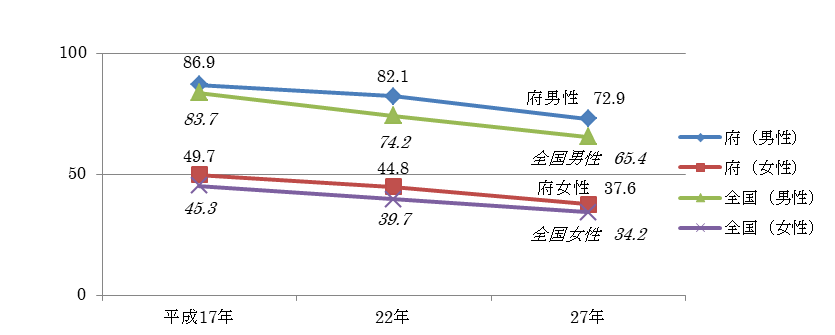 100
86.9
82.1
府男性 72.9
83.7
74.2
全国男性 65.4
府（男性）
49.7
府（女性）
50
44.8
府女性 37.6
全国（男性）
45.3
39.7
全国女性 34.2
全国（女性）
0
平成17年 22年 27年